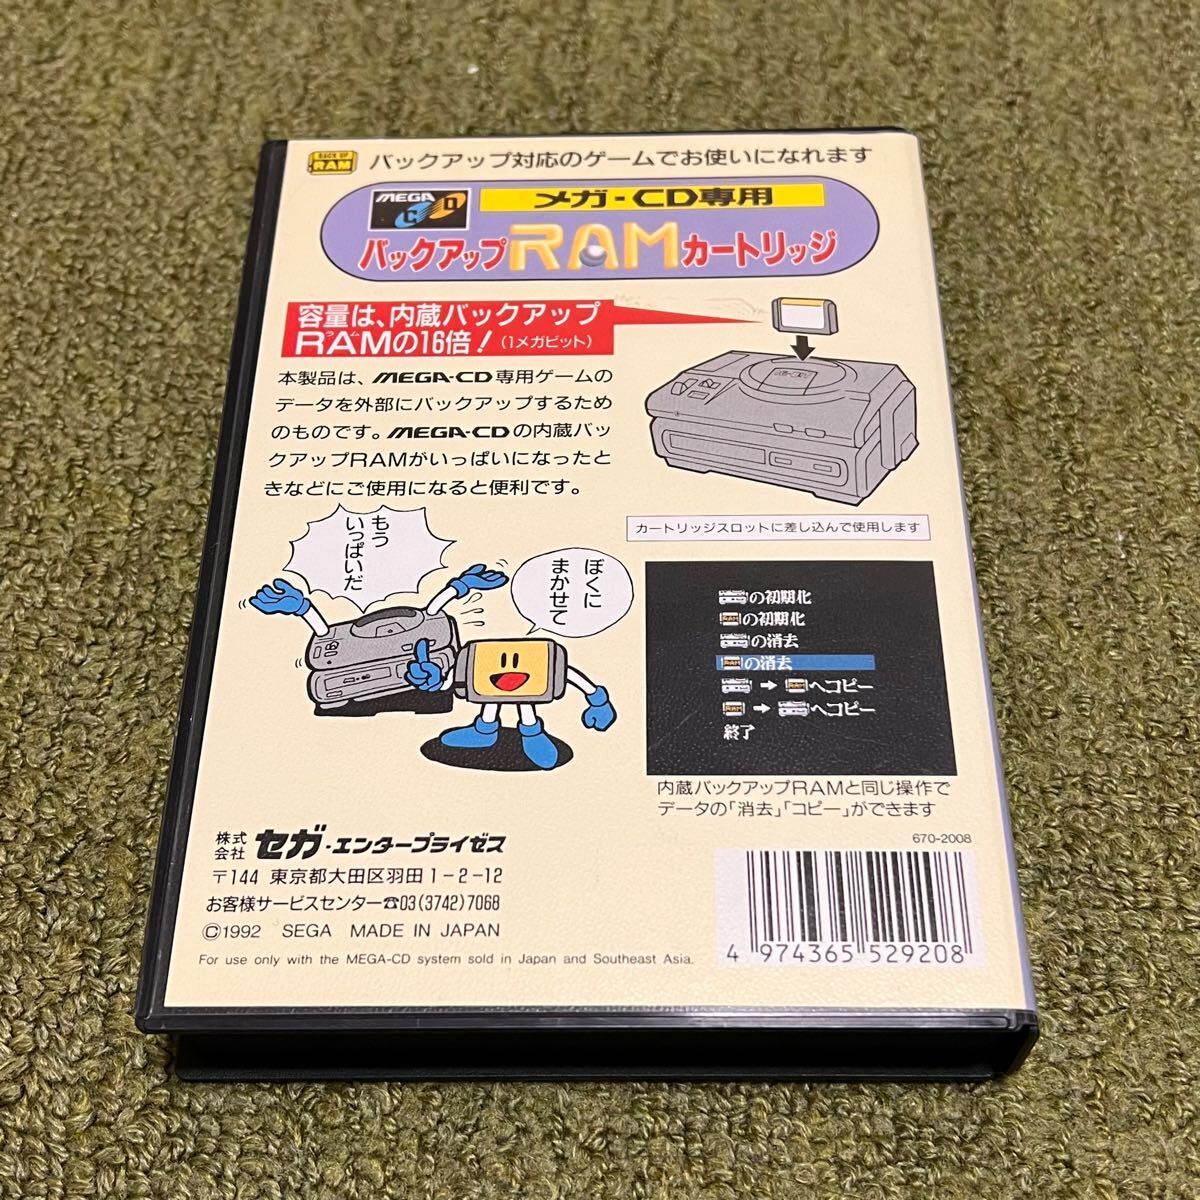 BACK UP
RAM
バックアップ対応のゲームでお使いになれます
MEGA
CD
メガ-CD専用
バックアップRAMカートリッジ
容量は、内蔵バックアップ
ラム
RAMの16倍！（1メガビット）
本製品は、MEGA-CD専用ゲームの
データを外部にバックアップするため
のものです。MEGA-CDの内蔵バッ
クアップRAMがいっぱいになったと
きなどにご使用になると便利です。
カートリッジスロットに差し込んで使用します
もう
いっぱいだ
ぼくに
まかせて
の初期化
RAMの初期化
の消去
RAMの消去
→RAMへコピー
RAM→へコピー
終了
内蔵バックアップRAMと同じ操作で
データの「消去」「コピー」ができます
670-2008
株式会社 セガ・エンタープライゼス
〒144 東京都大田区羽田1-2-12
お客様サービスセンター☎03(3742)7068
©1992 SEGA MADE IN JAPAN
For use only with the MEGA-CD system sold in Japan and Southeast Asia.
4 974365 529208